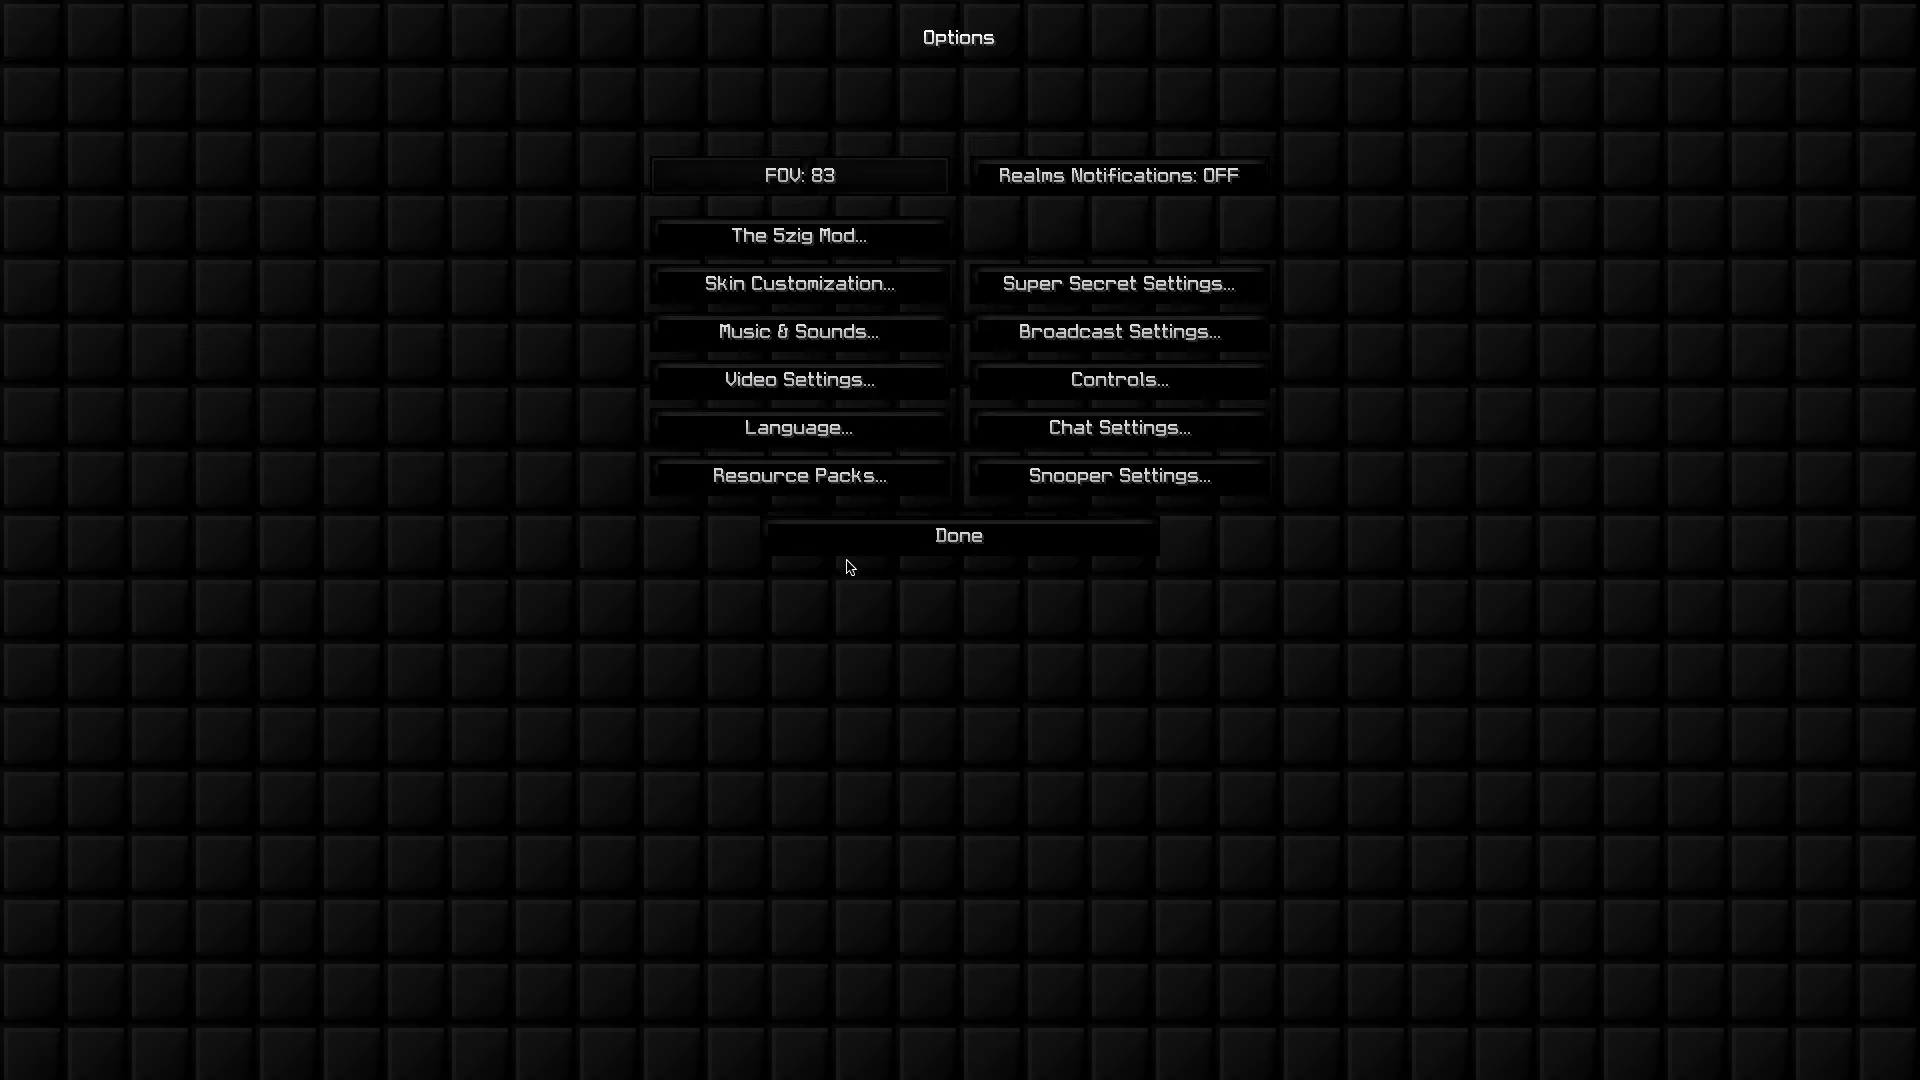 Options
FOV: 83
Realms Notifications: OFF
The 5zig Mod...
Skin Customization...
Super Secret Settings...
Music & Sounds...
Broadcast Settings...
Video Settings...
Controls...
Language...
Chat Settings...
Resource Packs...
Snooper Settings...
Done